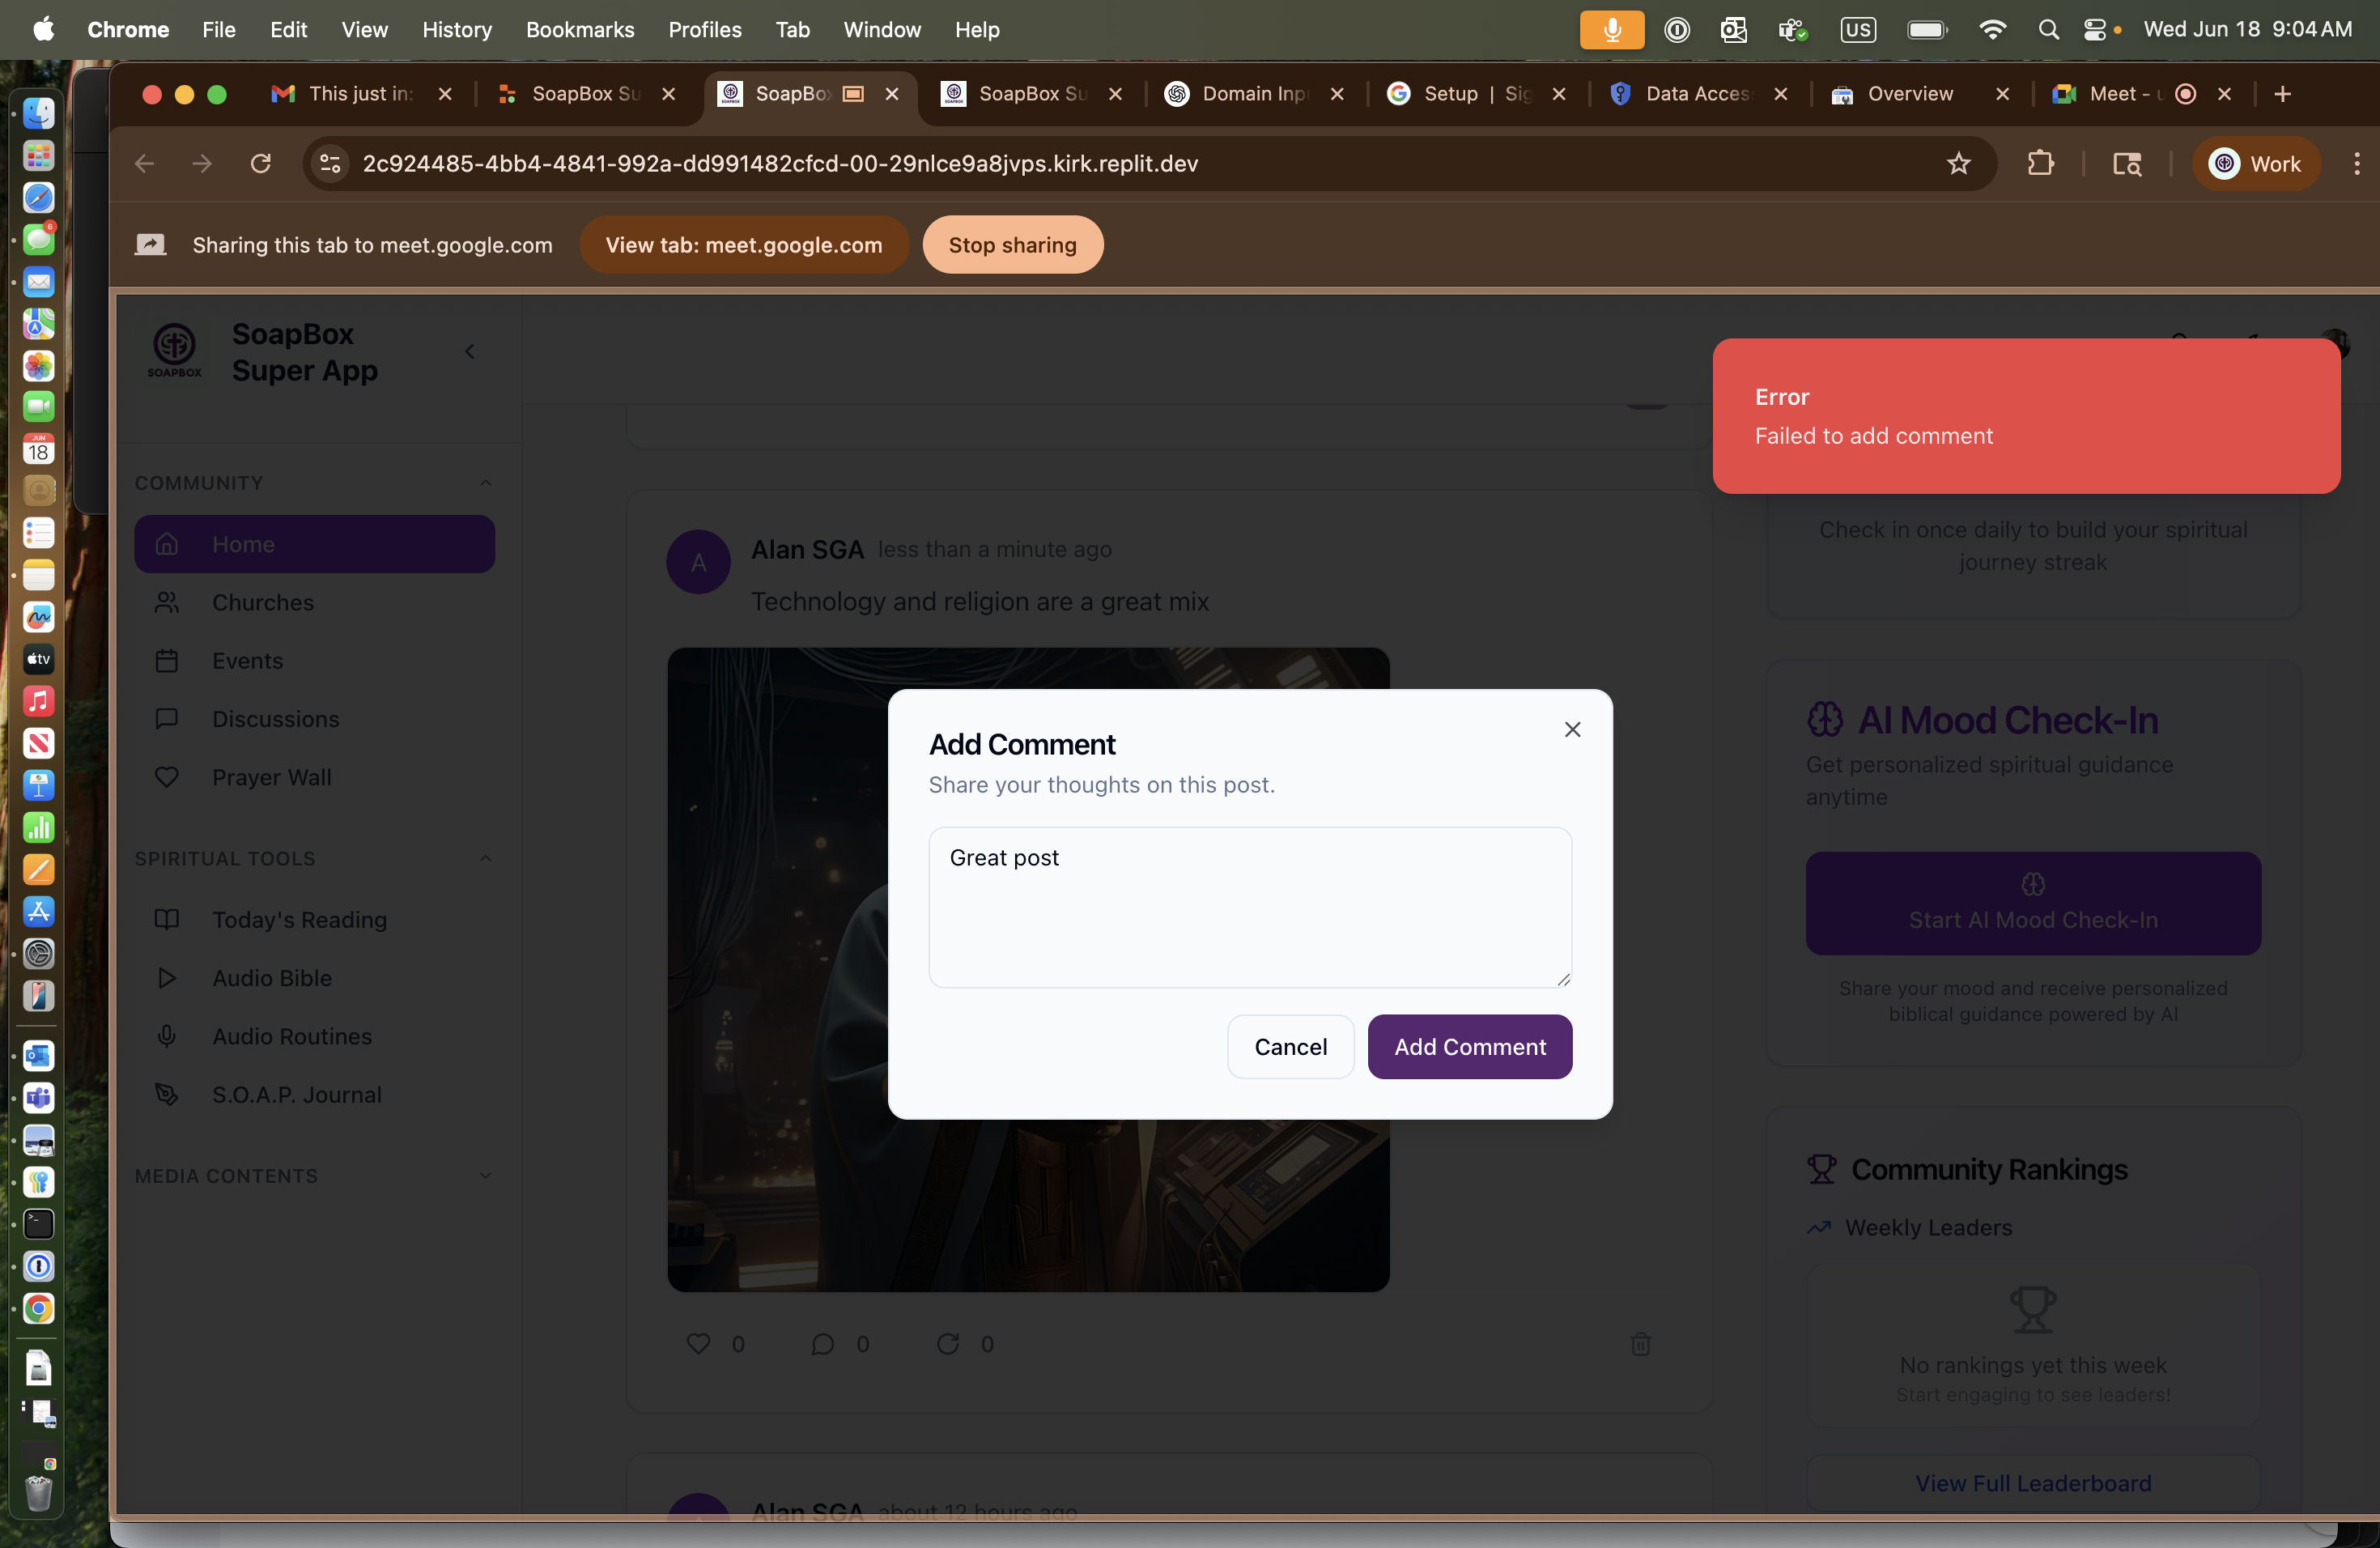 Chrome File Edit View History Bookmarks Profiles Tab Window Help US Wed Jun 18 9:04 AM
This just in: SoapBox Su SoapBox SoapBox Su Domain Inpu Setup | Sig Data Access Overview Meet - u
2c924485-4bb4-4841-992a-dd991482cfcd-00-29nlce9a8jvps.kirk.replit.dev Work
Sharing this tab to meet.google.com View tab: meet.google.com Stop sharing
SOAPBOX
SoapBox
Super App
COMMUNITY
Home
Churches
Events
Discussions
Prayer Wall
SPIRITUAL TOOLS
Today's Reading
Audio Bible
Audio Routines
S.O.A.P. Journal
MEDIA CONTENTS
Alan SGA less than a minute ago
Technology and religion are a great mix
A
Add Comment
Share your thoughts on this post.
Great post
Cancel Add Comment
0 0 0
Alan SGA about 12 hours ago
Error
Failed to add comment
Check in once daily to build your spiritual
journey streak
AI Mood Check-In
Get personalized spiritual guidance
anytime
Start AI Mood Check-In
Share your mood and receive personalized
biblical guidance powered by AI
Community Rankings
Weekly Leaders
No rankings yet this week
Start engaging to see leaders!
View Full Leaderboard
6
JUN
18
tv